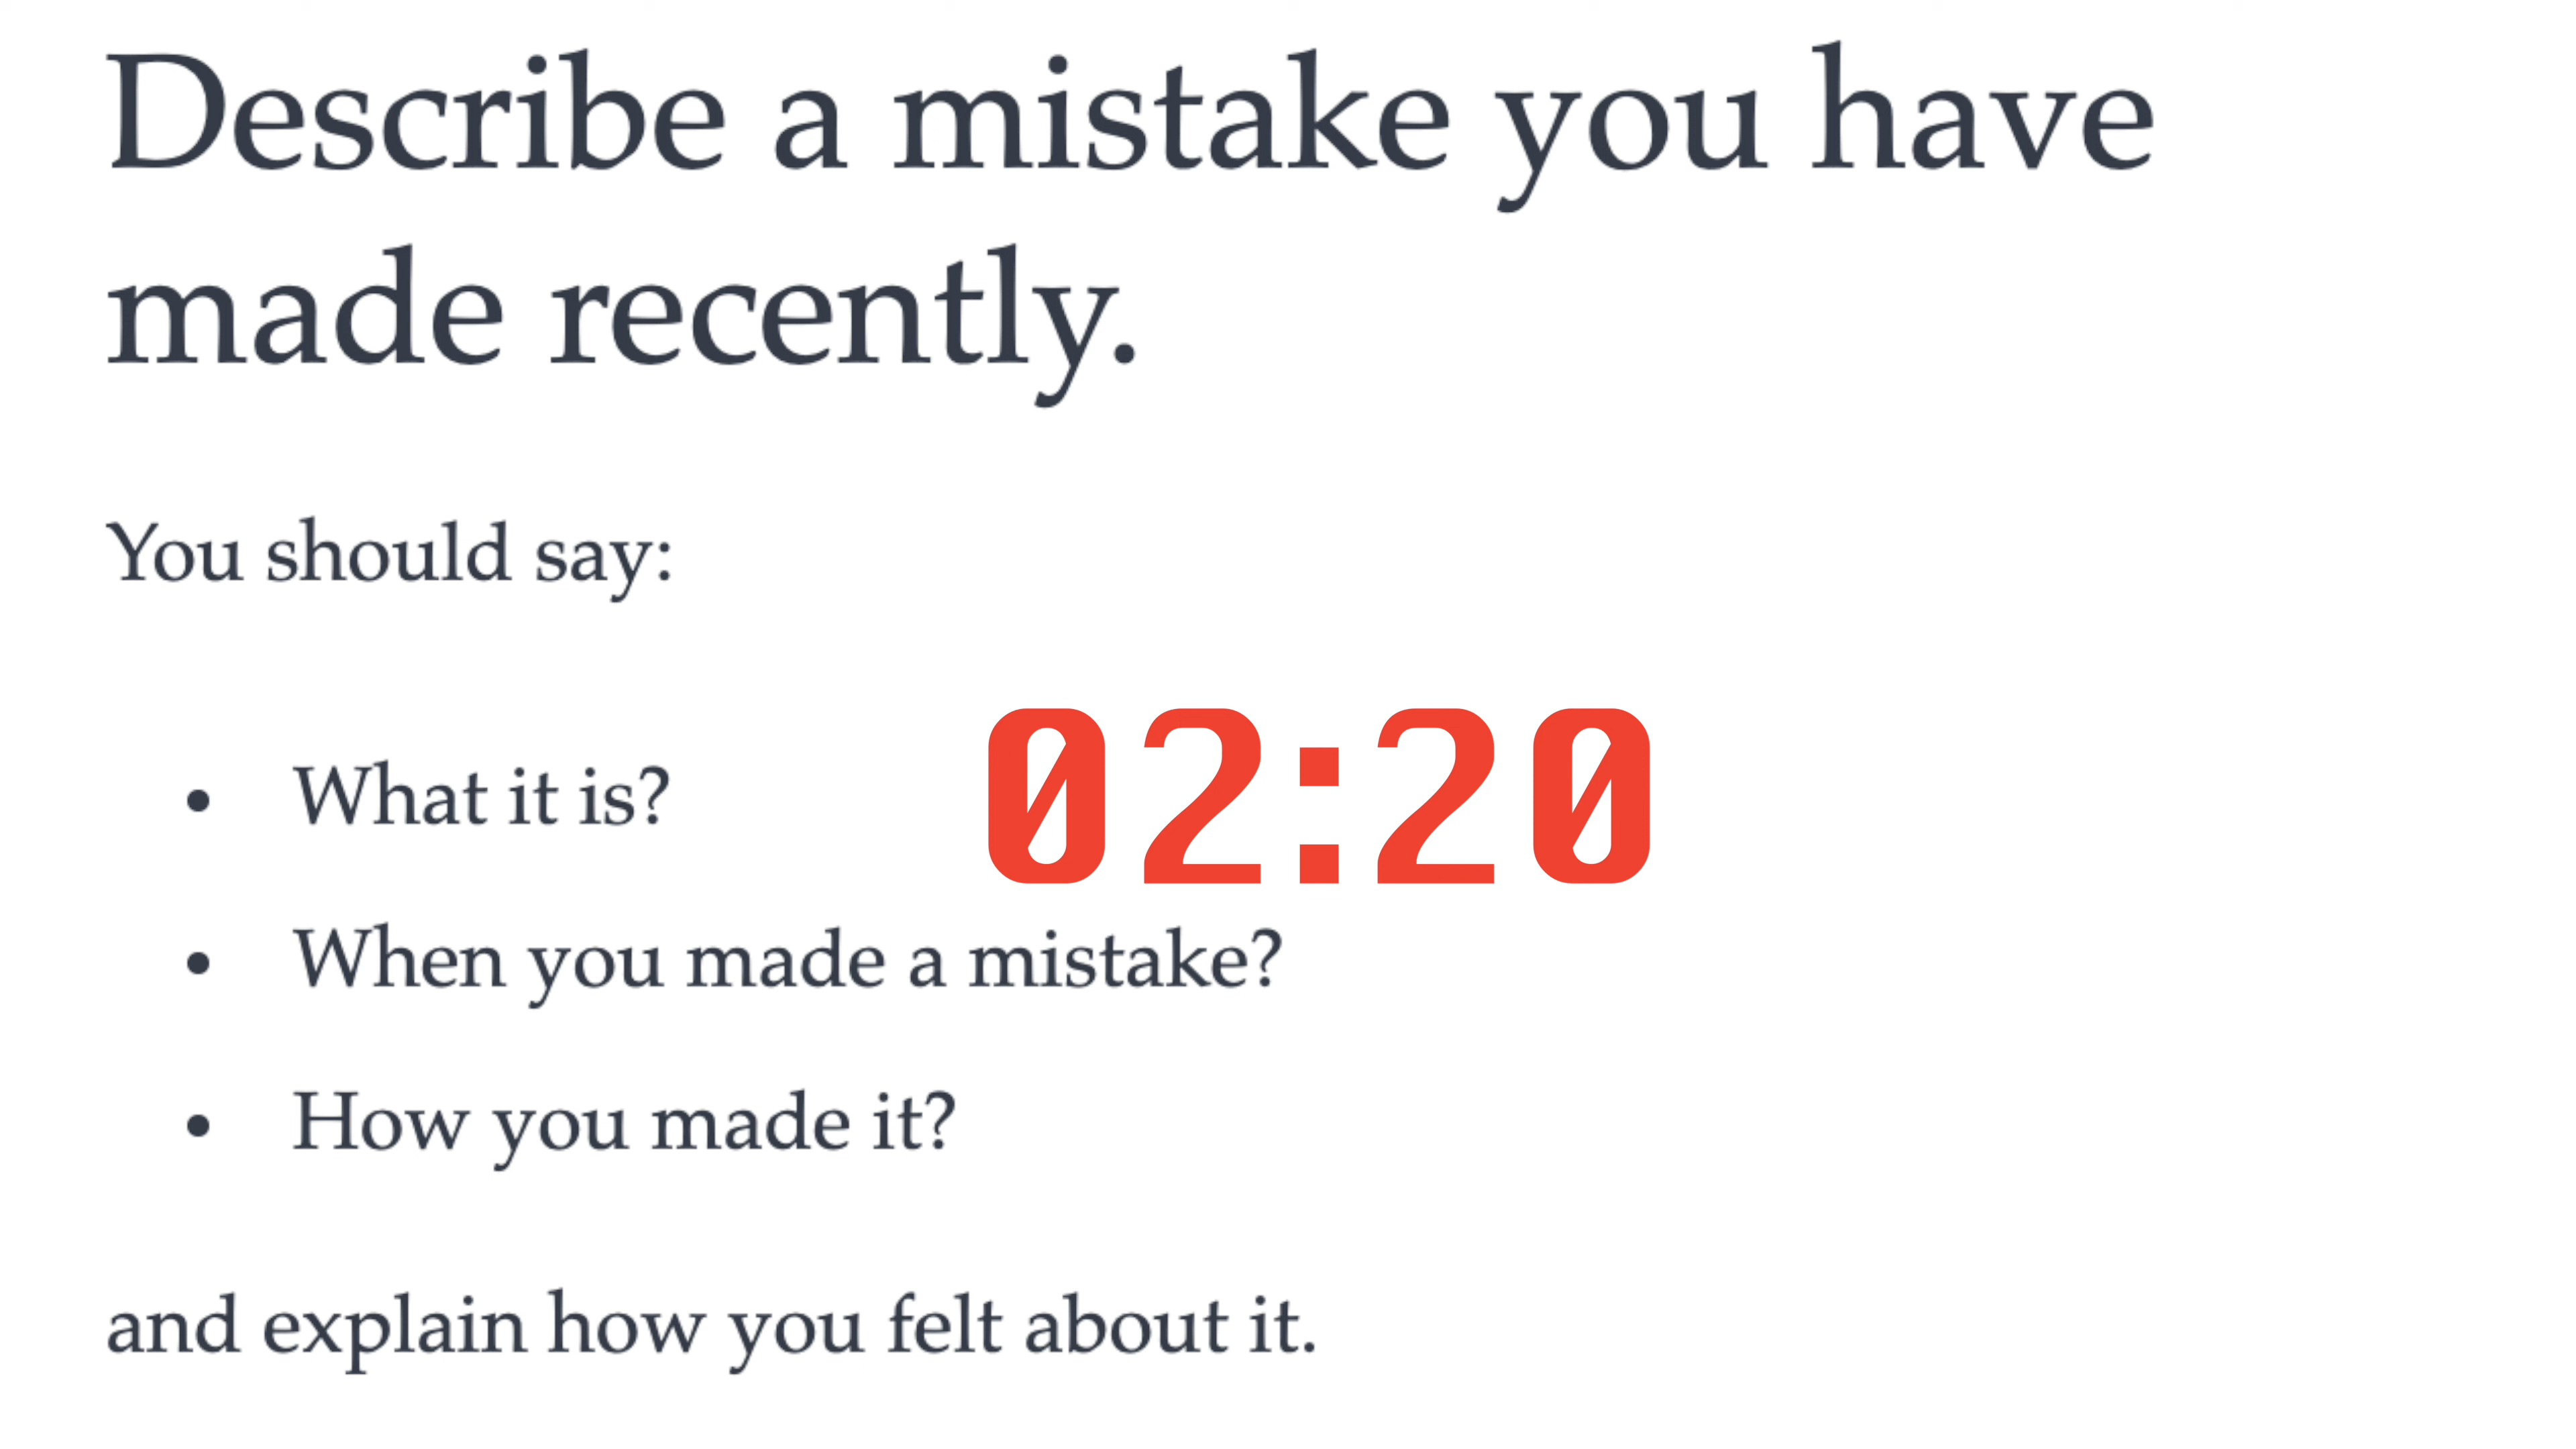 Describe a mistake you have
made recently.
You should say:
• What it is?
02:20
• When you made a mistake?
• How you made it?
and explain how you felt about it.